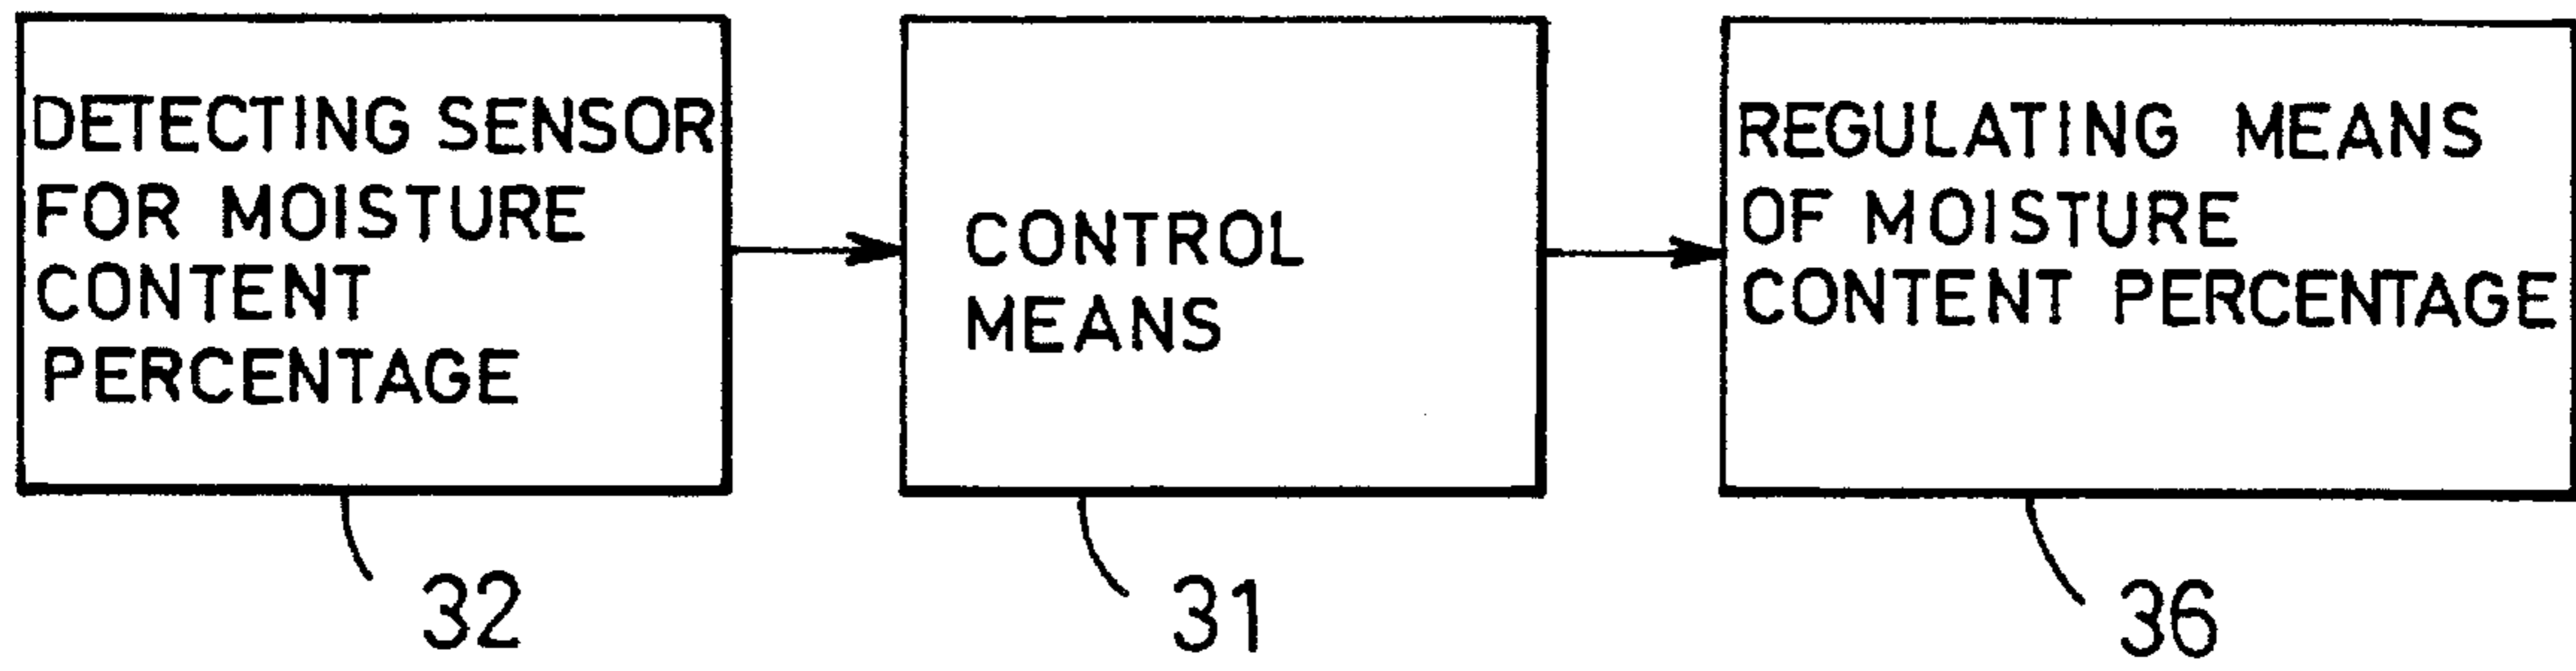 DETECTING SENSOR
FOR MOISTURE
CONTENT
PERCENTAGE
CONTROL
MEANS
REGULATING MEANS
OF MOISTURE
CONTENT PERCENTAGE
32
31
36